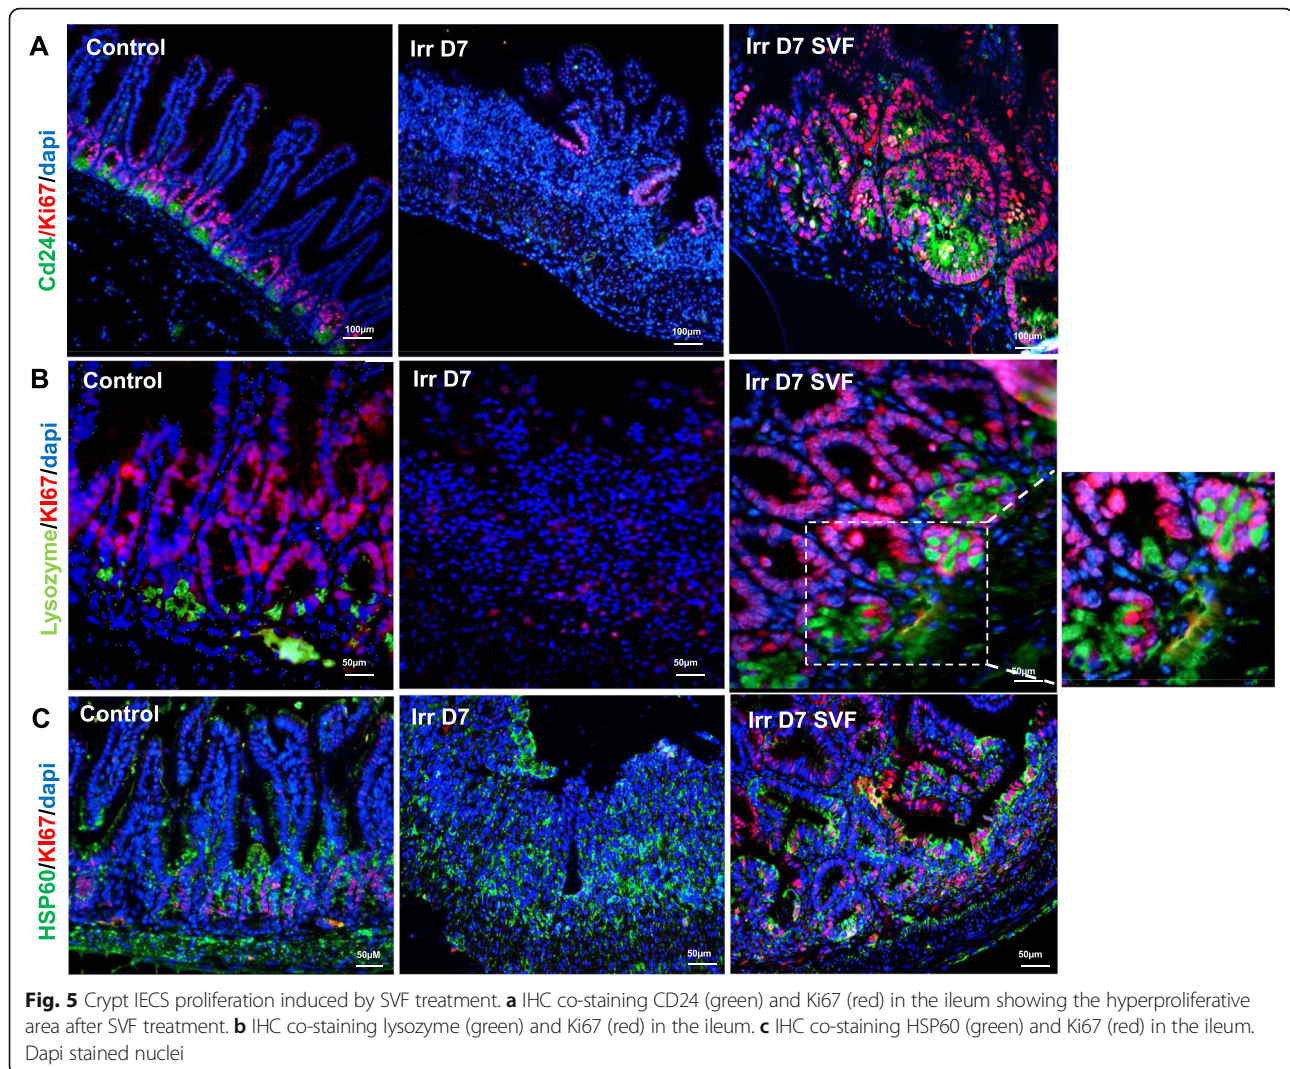 A
Control
Irr D7
Irr D7 SVF
Cd24/Ki67/dapi
100µm
100µm
100µm
B
Control
Irr D7
Irr D7 SVF
Lysozyme/KI67/dapi
50µm
50µm
50µm
C
Control
Irr D7
Irr D7 SVF
HSP60/KI67/dapi
50µM
50µm
50µm
Fig. 5 Crypt IECS proliferation induced by SVF treatment. a IHC co-staining CD24 (green) and Ki67 (red) in the ileum showing the hyperproliferative
area after SVF treatment. b IHC co-staining lysozyme (green) and Ki67 (red) in the ileum. c IHC co-staining HSP60 (green) and Ki67 (red) in the ileum.
Dapi stained nuclei